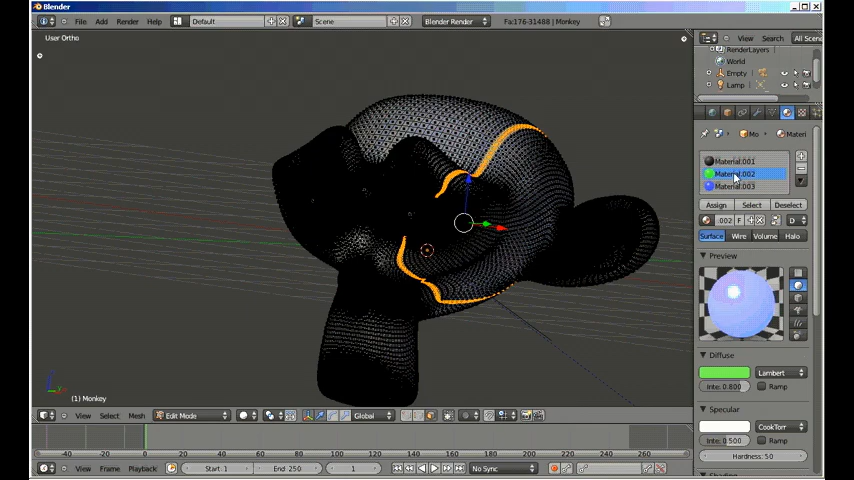 Blender
File Add Render Help Default Scene Blender Render Fa:176-31488 | Monkey
User Ortho
View Search All Scen
RenderLayers
World
Empty
Lamp
Mo Materi
Material.001
Material.002
Material.003
Assign Select Deselect
002 F D
Surface Wire Volume Halo
Preview
Diffuse
Lambert
Inte: 0.800 Ramp
Specular
CookTorr
Inte: 0.500 Ramp
Hardness: 50
(1) Monkey
View Select Mesh Edit Mode Global
-40 -20 0 20 40 60 80 100 120 140 160 180 200 220 240 260
View Frame Playback Start: 1 End: 250 1 No Sync